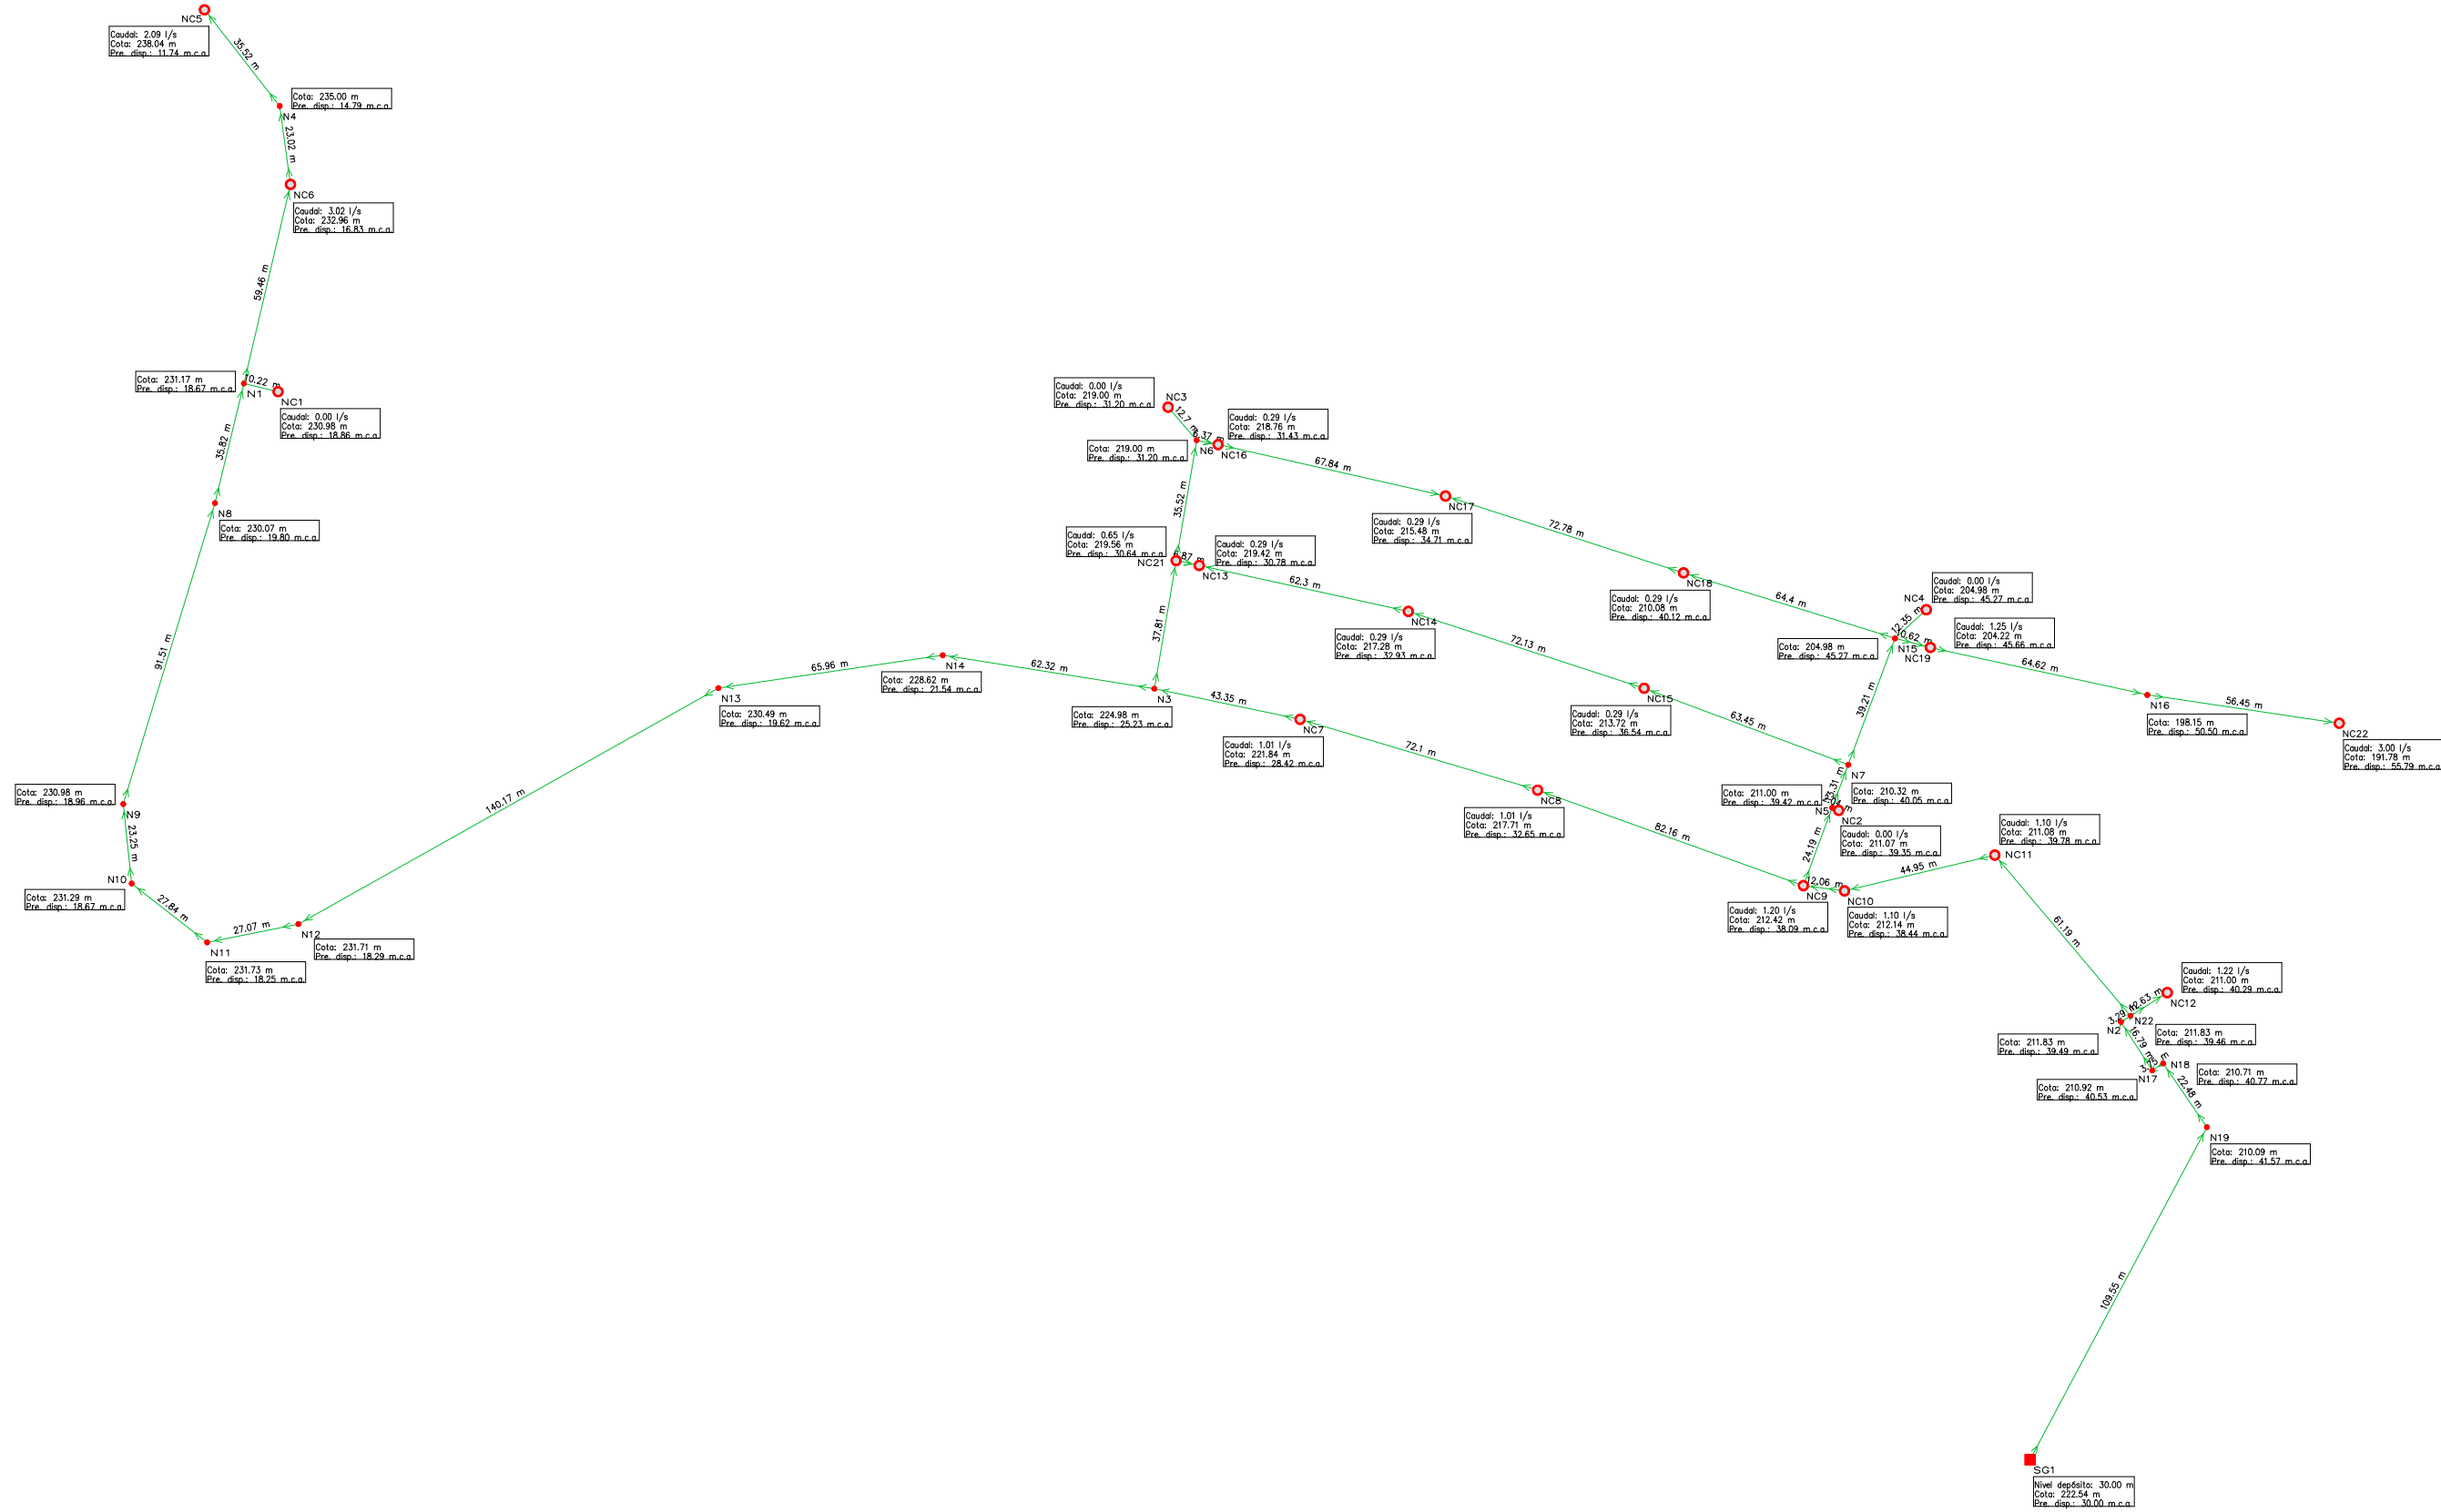 NC5
Caudal: 2.09 l/s
Cota: 238.04 m
Pre. disp.: 11.74 m.c.a.
35.52 m
Cota: 235.00 m
Pre. disp.: 14.79 m.c.a.
N4
23.02 m
NC6
Caudal: 3.02 l/s
Cota: 232.96 m
Pre. disp.: 16.83 m.c.a.
59.46 m
Cota: 231.17 m
Pre. disp.: 18.67 m.c.a.
10.22 m
N1
NC1
Caudal: 0.00 l/s
Cota: 230.98 m
Pre. disp.: 18.86 m.c.a.
35.82 m
N8
Cota: 230.07 m
Pre. disp.: 19.80 m.c.a.
91.51 m
Cota: 230.98 m
Pre. disp.: 18.96 m.c.a.
N9
23.25 m
N10
Cota: 231.29 m
Pre. disp.: 18.67 m.c.a.
27.84 m
N11
Cota: 231.73 m
Pre. disp.: 18.25 m.c.a.
27.07 m
N12
Cota: 231.71 m
Pre. disp.: 18.29 m.c.a.
140.17 m
N13
Cota: 230.49 m
Pre. disp.: 19.62 m.c.a.
65.96 m
N14
Cota: 228.62 m
Pre. disp.: 21.54 m.c.a.
62.32 m
N3
Cota: 224.98 m
Pre. disp.: 25.23 m.c.a.
Caudal: 0.00 l/s
Cota: 219.00 m
Pre. disp.: 31.20 m.c.a.
NC3
12.7 m
Caudal: 0.29 l/s
Cota: 218.76 m
Pre. disp.: 31.43 m.c.a.
Cota: 219.00 m
Pre. disp.: 31.20 m.c.a.
N6
NC16
67.84 m
35.52 m
NC17
Caudal: 0.29 l/s
Cota: 215.48 m
Pre. disp.: 34.71 m.c.a.
72.78 m
Caudal: 0.65 l/s
Cota: 219.56 m
Pre. disp.: 30.64 m.c.a.
NC21
Caudal: 0.29 l/s
Cota: 219.42 m
Pre. disp.: 30.78 m.c.a.
NC13
62.3 m
37.81 m
NC14
Caudal: 0.29 l/s
Cota: 217.28 m
Pre. disp.: 32.93 m.c.a.
72.13 m
NC18
Caudal: 0.29 l/s
Cota: 210.08 m
Pre. disp.: 40.12 m.c.a.
64.4 m
Caudal: 0.00 l/s
Cota: 204.98 m
Pre. disp.: 45.27 m.c.a.
NC4
12.35 m
Caudal: 1.25 l/s
Cota: 204.22 m
Pre. disp.: 45.66 m.c.a.
Cota: 204.98 m
Pre. disp.: 45.27 m.c.a.
N15
NC19
64.62 m
N16
Cota: 198.15 m
Pre. disp.: 50.50 m.c.a.
56.45 m
NC22
Caudal: 3.00 l/s
Cota: 191.78 m
Pre. disp.: 55.79 m.c.a.
39.21 m
NC15
Caudal: 0.29 l/s
Cota: 213.72 m
Pre. disp.: 36.54 m.c.a.
63.45 m
43.35 m
NC7
Caudal: 1.01 l/s
Cota: 221.84 m
Pre. disp.: 28.42 m.c.a.
72.1 m
NC8
Caudal: 1.01 l/s
Cota: 217.71 m
Pre. disp.: 32.65 m.c.a.
82.16 m
N7
Cota: 210.32 m
Pre. disp.: 40.05 m.c.a.
Cota: 211.00 m
Pre. disp.: 39.42 m.c.a.
N5
NC2
Caudal: 0.00 l/s
Cota: 211.07 m
Pre. disp.: 39.35 m.c.a.
24.19 m
NC9
Caudal: 1.20 l/s
Cota: 212.42 m
Pre. disp.: 38.09 m.c.a.
12.06 m
NC10
Caudal: 1.10 l/s
Cota: 212.14 m
Pre. disp.: 38.44 m.c.a.
44.95 m
Caudal: 1.10 l/s
Cota: 211.08 m
Pre. disp.: 39.78 m.c.a.
NC11
61.19 m
Caudal: 1.22 l/s
Cota: 211.00 m
Pre. disp.: 40.29 m.c.a.
NC12
N22
Cota: 211.83 m
Pre. disp.: 39.46 m.c.a.
N2
Cota: 211.83 m
Pre. disp.: 39.49 m.c.a.
16.79 m
N18
Cota: 210.71 m
Pre. disp.: 40.77 m.c.a.
N17
Cota: 210.92 m
Pre. disp.: 40.53 m.c.a.
22.48 m
N19
Cota: 210.09 m
Pre. disp.: 41.57 m.c.a.
109.55 m
SG1
Nivel depósito: 30.00 m
Cota: 222.54 m
Pre. disp.: 30.00 m.c.a.